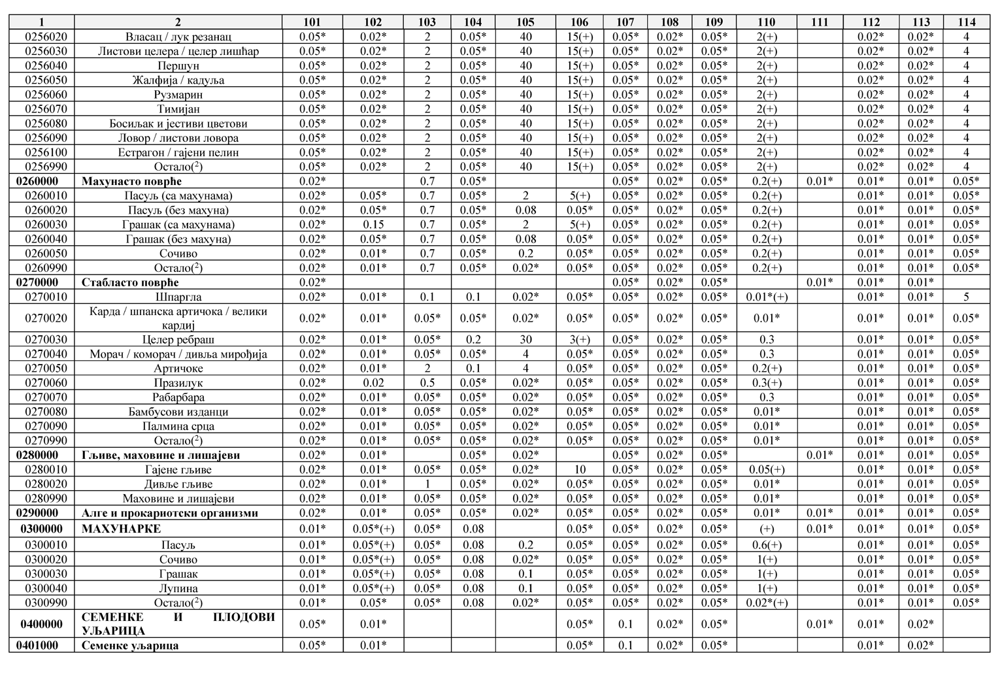 1 2 101 102 103 104 105 106 107 108 109 110 111 112 113 114
0256020 Власац / лук резанац 0.05* 0.02* 2 0.05* 40 15(+) 0.05* 0.02* 0.05* 2(+) 0.02* 0.02* 4
0256030 Листови целера / целер лишћар 0.05* 0.02* 2 0.05* 40 15(+) 0.05* 0.02* 0.05* 2(+) 0.02* 0.02* 4
0256040 Першун 0.05* 0.02* 2 0.05* 40 15(+) 0.05* 0.02* 0.05* 2(+) 0.02* 0.02* 4
0256050 Жалфија / кадуља 0.05* 0.02* 2 0.05* 40 15(+) 0.05* 0.02* 0.05* 2(+) 0.02* 0.02* 4
0256060 Рузмарин 0.05* 0.02* 2 0.05* 40 15(+) 0.05* 0.02* 0.05* 2(+) 0.02* 0.02* 4
0256070 Тимијан 0.05* 0.02* 2 0.05* 40 15(+) 0.05* 0.02* 0.05* 2(+) 0.02* 0.02* 4
0256080 Босиљак и јестиви цветови 0.05* 0.02* 2 0.05* 40 15(+) 0.05* 0.02* 0.05* 2(+) 0.02* 0.02* 4
0256090 Ловор / листови ловора 0.05* 0.02* 2 0.05* 40 15(+) 0.05* 0.02* 0.05* 2(+) 0.02* 0.02* 4
0256100 Естрагон / гајени пелин 0.05* 0.02* 2 0.05* 40 15(+) 0.05* 0.02* 0.05* 2(+) 0.02* 0.02* 4
0256990 Остало(2) 0.05* 0.02* 2 0.05* 40 15(+) 0.05* 0.02* 0.05* 2(+) 0.02* 0.02* 4
0260000 Махунасто поврће 0.02* 0.7 0.05* 0.05* 0.02* 0.05* 0.2(+) 0.01* 0.01* 0.01* 0.05*
0260010 Пасуљ (са махунама) 0.02* 0.05* 0.7 0.05* 2 5(+) 0.05* 0.02* 0.05* 0.2(+) 0.01* 0.01* 0.05*
0260020 Пасуљ (без махуна) 0.02* 0.05* 0.7 0.05* 0.08 0.05* 0.05* 0.02* 0.05* 0.2(+) 0.01* 0.01* 0.05*
0260030 Грашак (са махунама) 0.02* 0.15 0.7 0.05* 2 5(+) 0.05* 0.02* 0.05* 0.2(+) 0.01* 0.01* 0.05*
0260040 Грашак (без махуна) 0.02* 0.05* 0.7 0.05* 0.08 0.05* 0.05* 0.02* 0.05* 0.2(+) 0.01* 0.01* 0.05*
0260050 Сочиво 0.02* 0.01* 0.7 0.05* 0.2 0.05* 0.05* 0.02* 0.05* 0.2(+) 0.01* 0.01* 0.05*
0260990 Остало(2) 0.02* 0.01* 0.7 0.05* 0.02* 0.05* 0.05* 0.02* 0.05* 0.2(+) 0.01* 0.01* 0.05*
0270000 Стабласто поврће 0.02* 0.05* 0.02* 0.05* 0.01* 0.01* 0.01*
0270010 Шпаргла 0.02* 0.01* 0.1 0.1 0.02* 0.05* 0.05* 0.02* 0.05* 0.01*(+) 0.01* 0.01* 5
Карда / шпанска артичока / велики
0270020 кардиј 0.02* 0.01* 0.05* 0.05* 0.02* 0.05* 0.05* 0.02* 0.05* 0.01* 0.01* 0.01* 0.05*
0270030 Целер ребраш 0.02* 0.01* 0.05* 0.2 30 3(+) 0.05* 0.02* 0.05* 0.3 0.01* 0.01* 0.05*
0270040 Морач / коморач / дивља мирођија 0.02* 0.01* 0.05* 0.05* 4 0.05* 0.05* 0.02* 0.05* 0.3 0.01* 0.01* 0.05*
0270050 Артичоке 0.02* 0.01* 2 0.1 4 0.05* 0.05* 0.02* 0.05* 0.2(+) 0.01* 0.01* 0.05*
0270060 Празилук 0.02* 0.02 0.5 0.05* 0.02* 0.05* 0.05* 0.02* 0.05* 0.3(+) 0.01* 0.01* 0.05*
0270070 Рабарбара 0.02* 0.01* 0.05* 0.05* 0.02* 0.05* 0.05* 0.02* 0.05* 0.3 0.01* 0.01* 0.05*
0270080 Бамбусови изданци 0.02* 0.01* 0.05* 0.05* 0.02* 0.05* 0.05* 0.02* 0.05* 0.01* 0.01* 0.01* 0.05*
0270090 Палмина срца 0.02* 0.01* 0.05* 0.05* 0.02* 0.05* 0.05* 0.02* 0.05* 0.01* 0.01* 0.01* 0.05*
0270990 Остало(2) 0.02* 0.01* 0.05* 0.05* 0.02* 0.05* 0.05* 0.02* 0.05* 0.01* 0.01* 0.01* 0.05*
0280000 Гљиве, маховине и лишајеви 0.02* 0.01* 0.05* 0.02* 0.05* 0.02* 0.05* 0.01* 0.01* 0.01* 0.05*
0280010 Гајене гљиве 0.02* 0.01* 0.05* 0.05* 0.02* 10 0.05* 0.02* 0.05* 0.05(+) 0.01* 0.01* 0.05*
0280020 Дивље гљиве 0.02* 0.01* 1 0.05* 0.02* 0.05* 0.05* 0.02* 0.05* 0.01* 0.01* 0.01* 0.05*
0280990 Маховине и лишајеви 0.02* 0.01* 0.05* 0.05* 0.02* 0.05* 0.05* 0.02* 0.05* 0.01* 0.01* 0.01* 0.05*
0290000 Алге и прокариотски организми 0.02* 0.01* 0.05* 0.05* 0.02* 0.05* 0.05* 0.02* 0.05* 0.01* 0.01* 0.01* 0.01* 0.05*
0300000 МАХУНАРКЕ 0.01* 0.05*(+) 0.05* 0.08 0.05* 0.05* 0.02* 0.05* (+) 0.01* 0.01* 0.01* 0.05*
0300010 Пасуљ 0.01* 0.05*(+) 0.05* 0.08 0.2 0.05* 0.05* 0.02* 0.05* 0.6(+) 0.01* 0.01* 0.05*
0300020 Сочиво 0.01* 0.05*(+) 0.05* 0.08 0.02* 0.05* 0.05* 0.02* 0.05* 1(+) 0.01* 0.01* 0.05*
0300030 Грашак 0.01* 0.05*(+) 0.05* 0.08 0.1 0.05* 0.05* 0.02* 0.05* 1(+) 0.01* 0.01* 0.05*
0300040 Лупина 0.01* 0.05*(+) 0.05* 0.08 0.1 0.05* 0.05* 0.02* 0.05* 1(+) 0.01* 0.01* 0.05*
0300990 Остало(2) 0.01* 0.05* 0.05* 0.08 0.02* 0.05* 0.05* 0.02* 0.05* 0.02*(+) 0.01* 0.01* 0.05*
СЕМЕНКЕ И ПЛОДОВИ
0400000 УЉАРИЦА 0.05* 0.01* 0.05* 0.1 0.02* 0.05* 0.01* 0.01* 0.02*
0401000 Семенке уљарица 0.05* 0.01* 0.05* 0.1 0.02* 0.05* 0.01* 0.02*